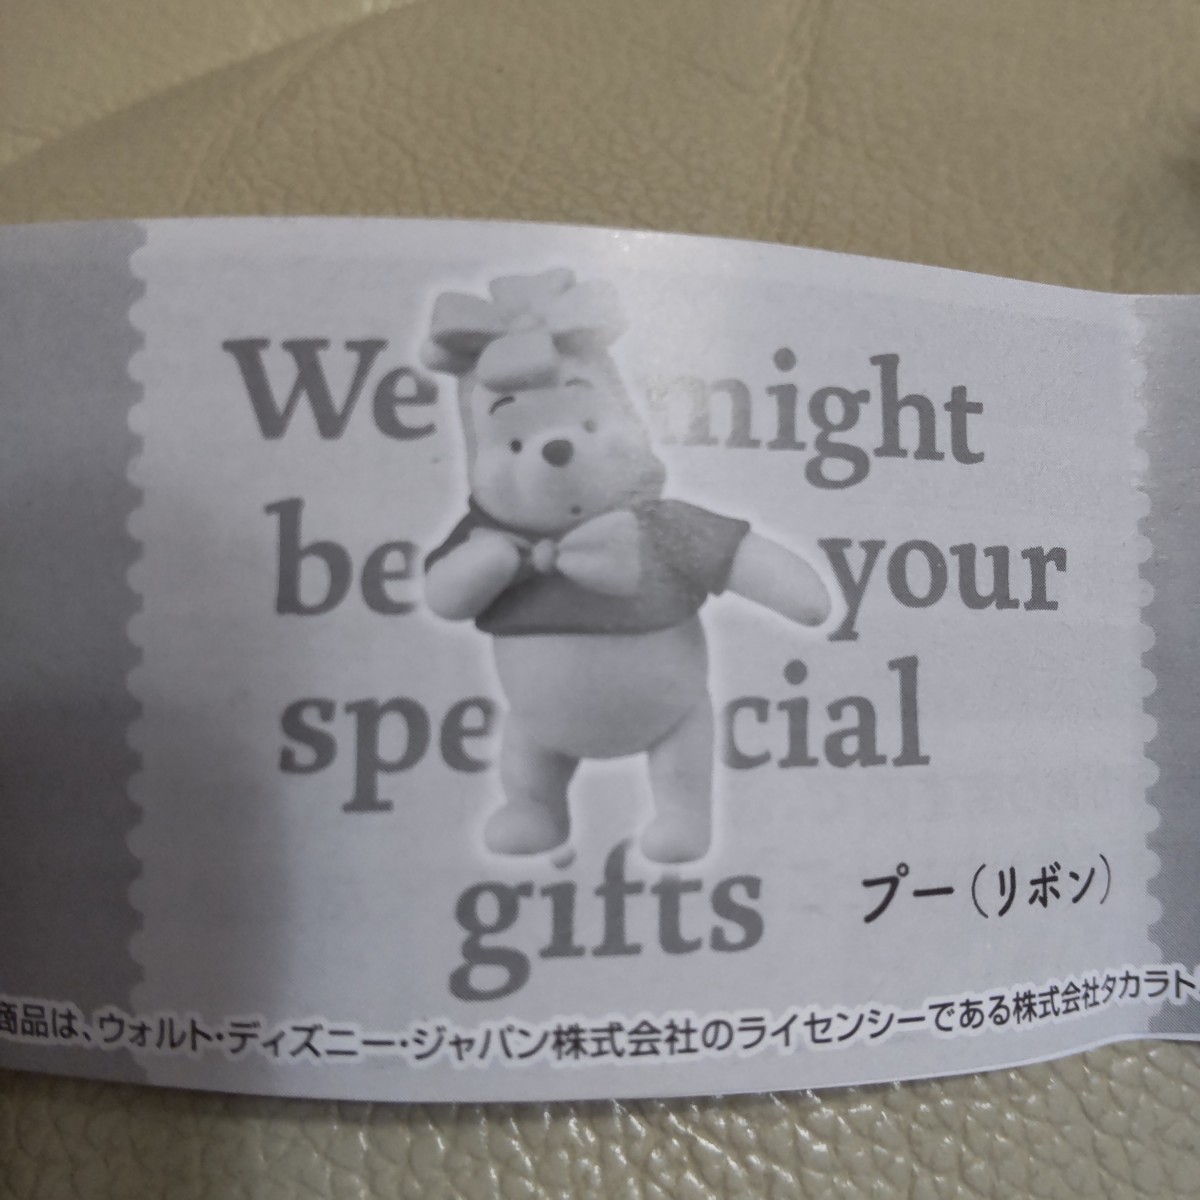 We might
be your
special
gifts
プー（リボン）
商品は、ウォルト・ディズニー・ジャパン株式会社のライセンシーである株式会社タカラト